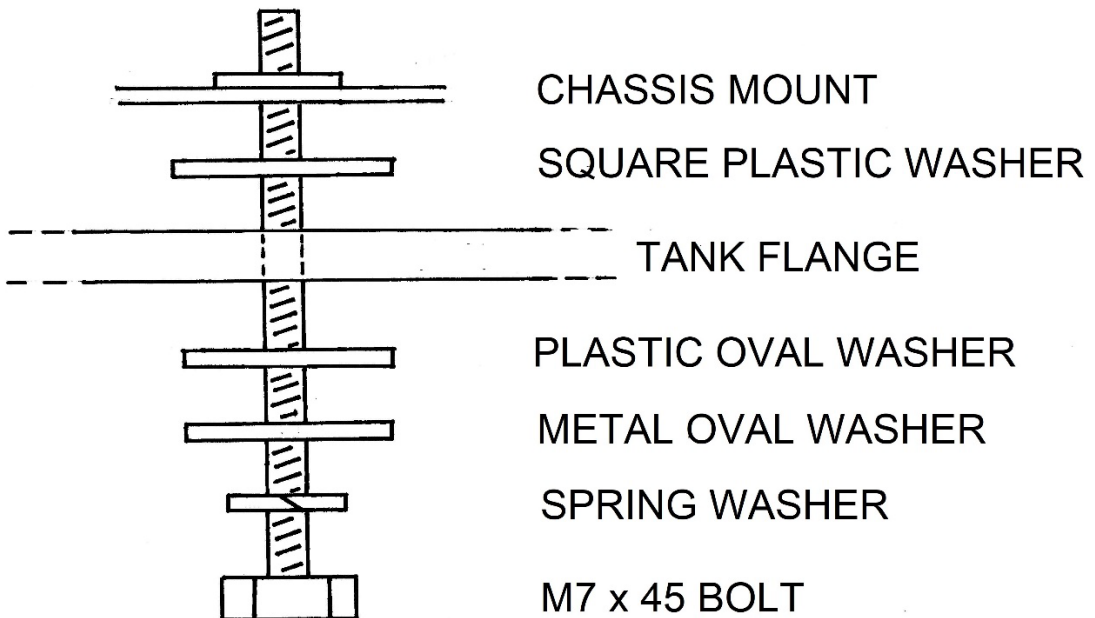 CHASSIS MOUNT
SQUARE PLASTIC WASHER
TANK FLANGE
PLASTIC OVAL WASHER
METAL OVAL WASHER
SPRING WASHER
M7 x 45 BOLT